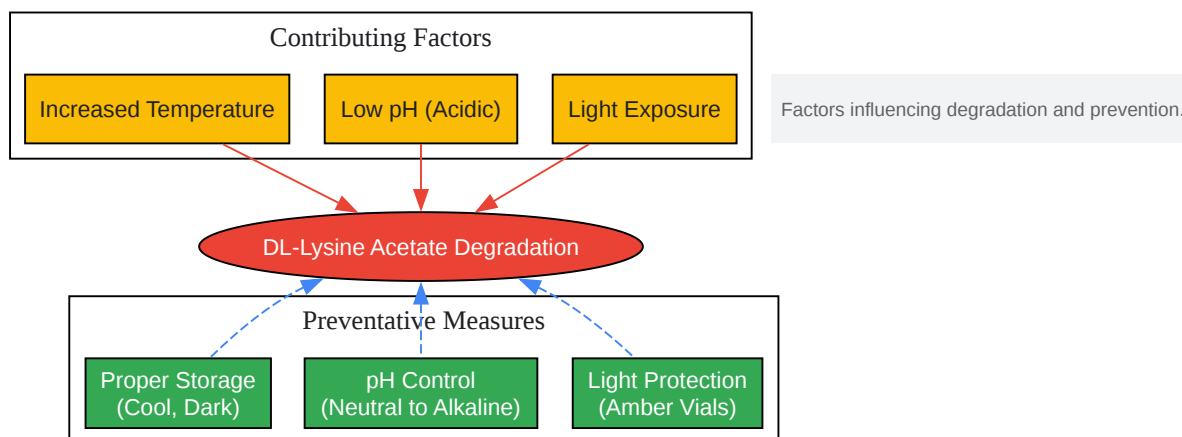 Contributing Factors
Increased Temperature
Low pH (Acidic)
Light Exposure
Factors influencing degradation and prevention.
DL-Lysine Acetate Degradation
Preventative Measures
Proper Storage
(Cool, Dark)
pH Control
(Neutral to Alkaline)
Light Protection
(Amber Vials)